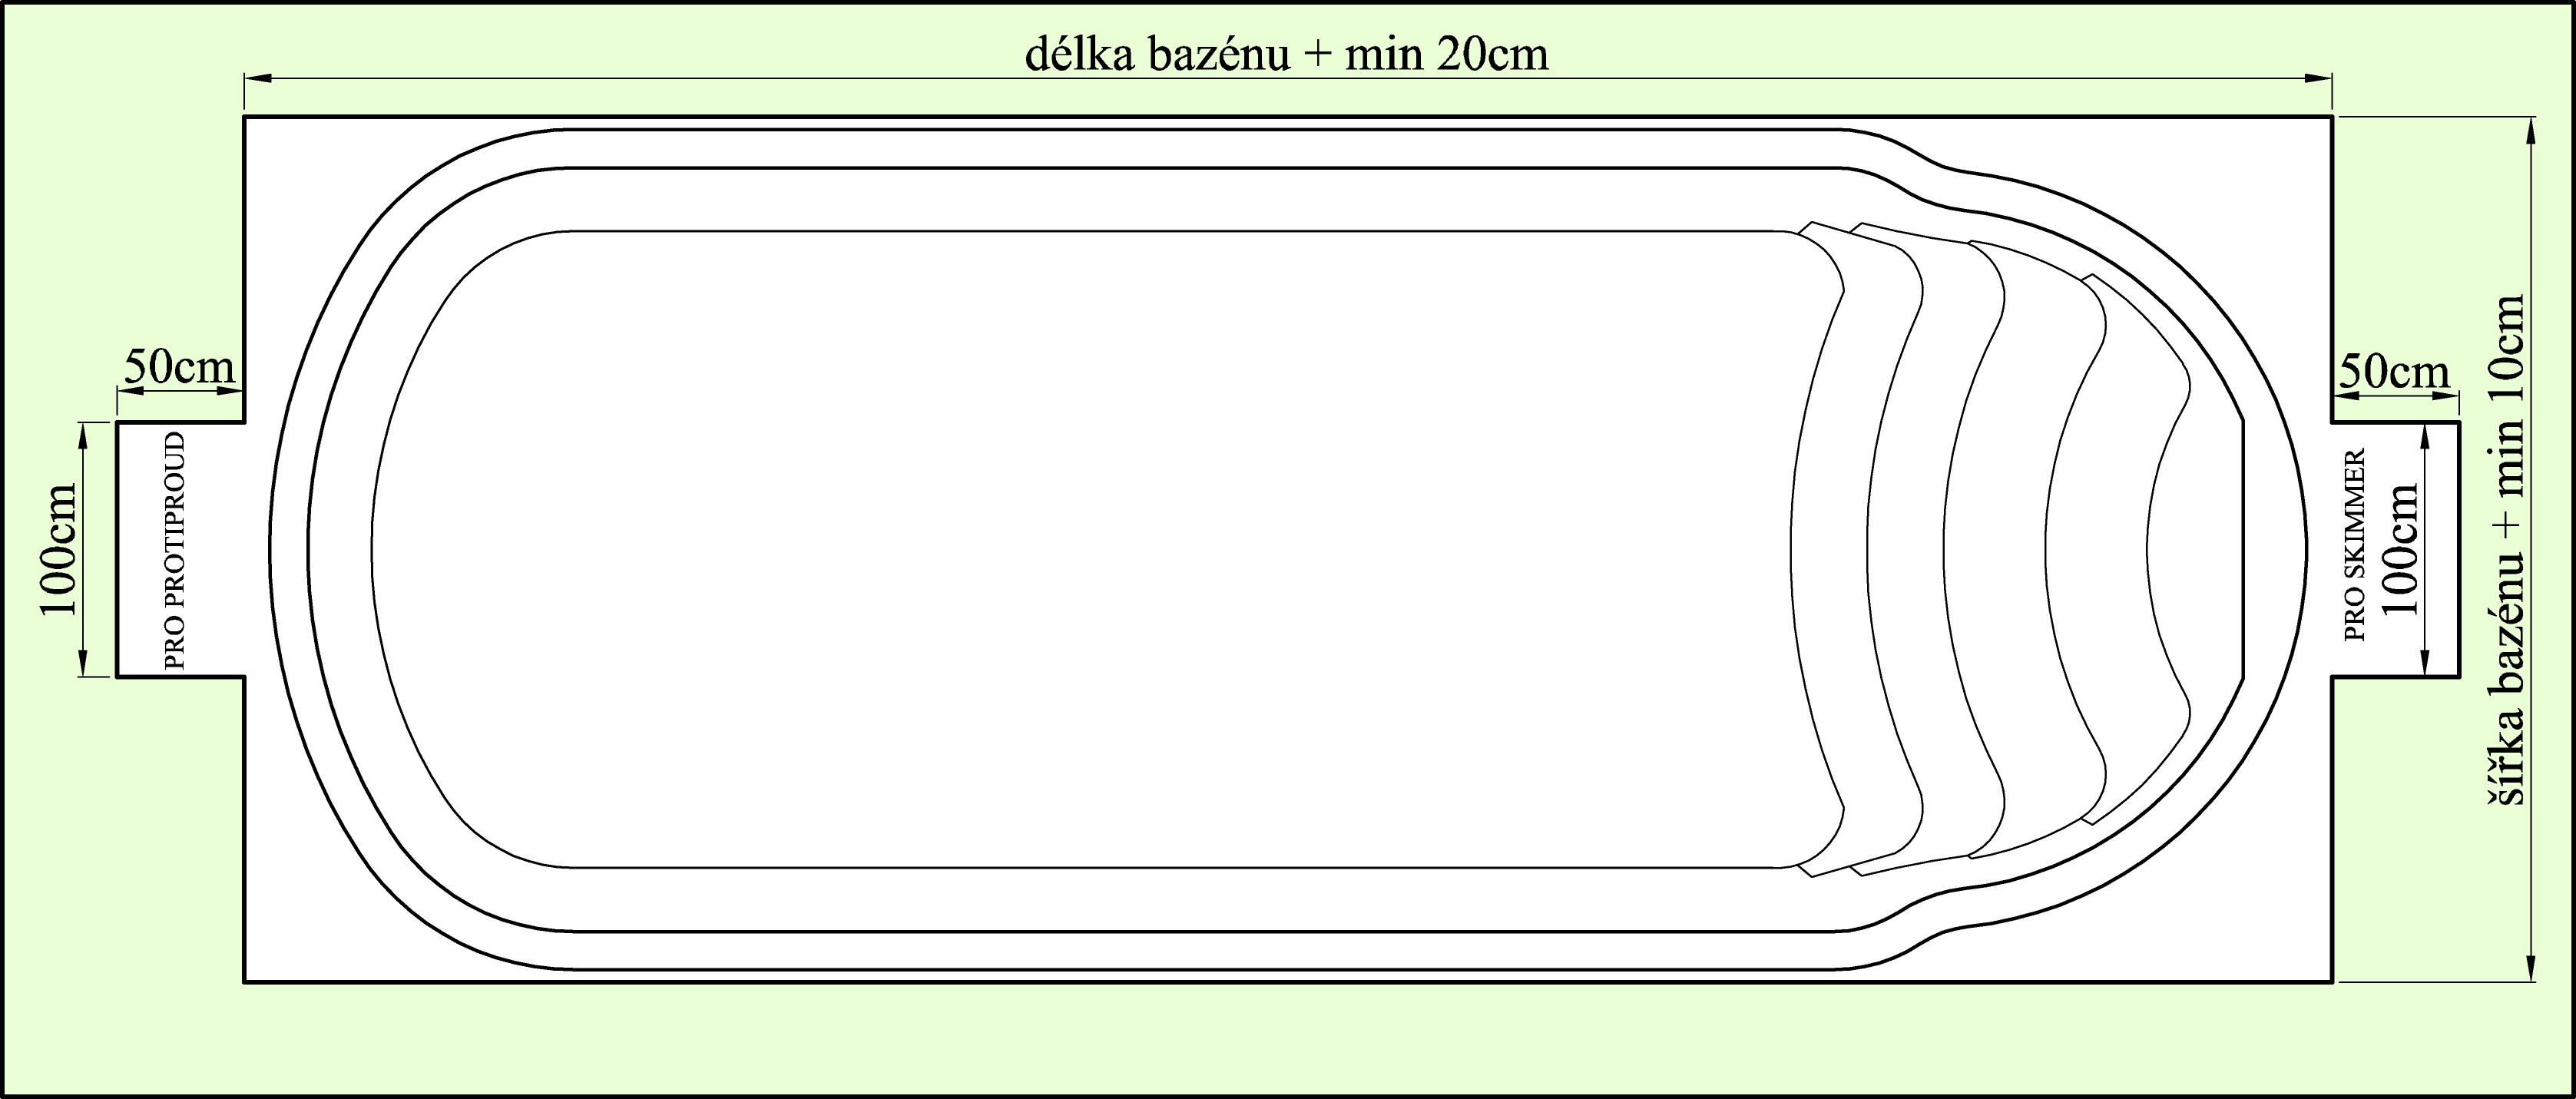 délka bazénu + min 20cm
50cm
100cm
PRO PROTIPROUD
50cm
PRO SKIMMER
100cm
šířka bazénu + min 10cm